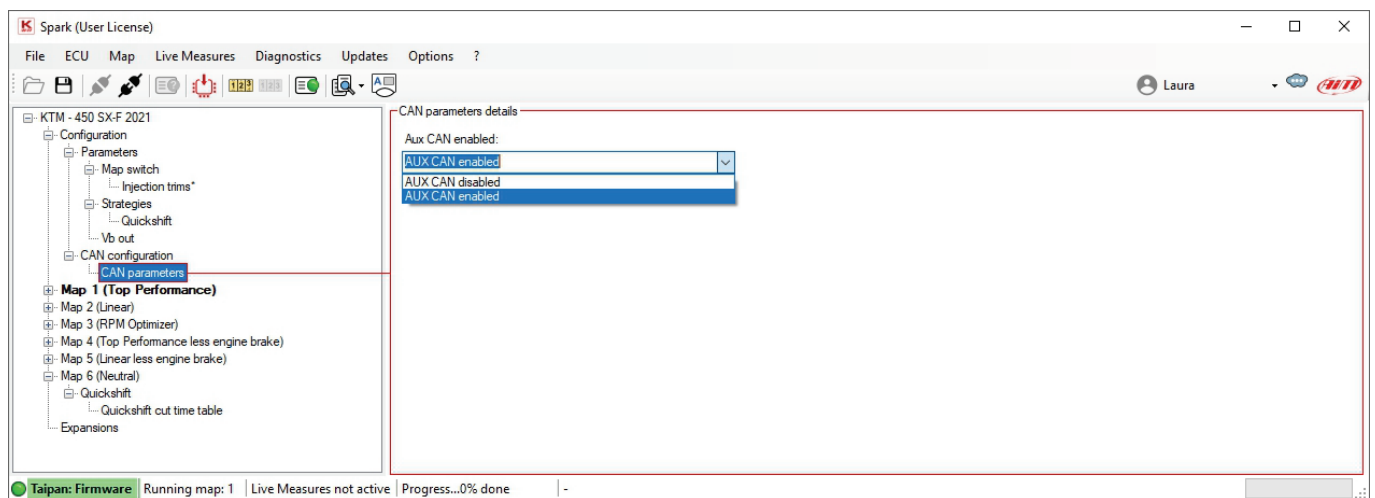 Spark (User License)
File ECU Map Live Measures Diagnostics Updates Options ?
Laura
KTM - 450 SX-F 2021
Configuration
Parameters
Map switch
Injection trims*
Strategies
Quickshift
Vb out
CAN configuration
CAN parameters
Map 1 (Top Performance)
Map 2 (Linear)
Map 3 (RPM Optimizer)
Map 4 (Top Performance less engine brake)
Map 5 (Linear less engine brake)
Map 6 (Neutral)
Quickshift
Quickshift cut time table
Expansions
CAN parameters details
Aux CAN enabled:
AUX CAN enabled
AUX CAN disabled
AUX CAN enabled
Taipan: Firmware Running map: 1 Live Measures not active Progress...0% done -